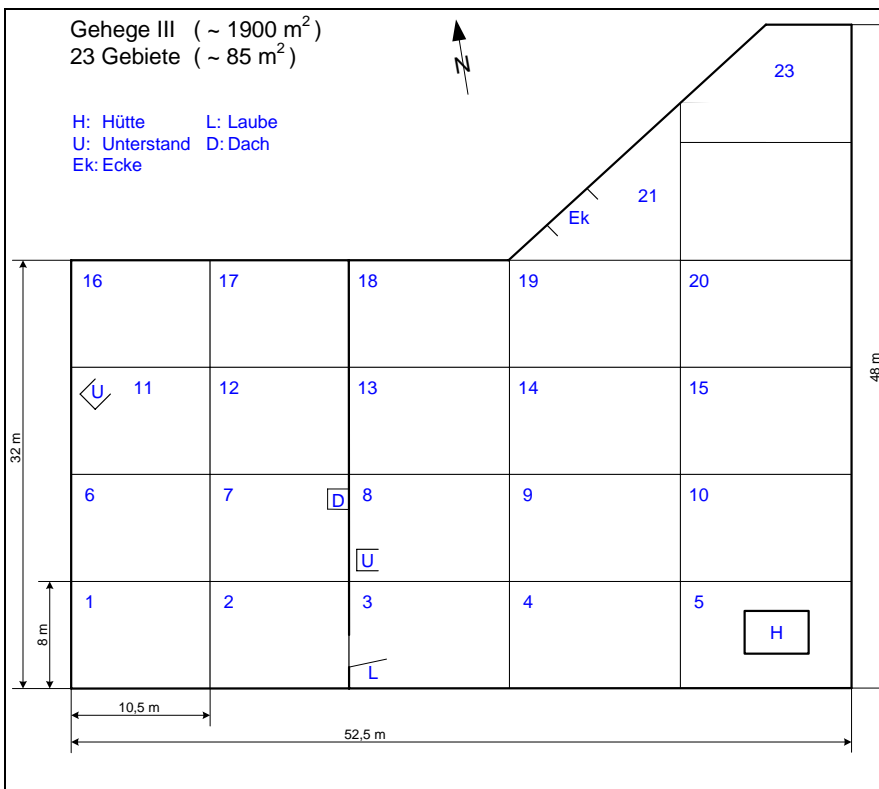 Gehege III ( ~ 1900 m²)
23 Gebiete ( ~ 85 m²)
N
H: Hütte L: Laube
U: Unterstand D: Dach
Ek: Ecke
23
21
Ek
16 17 18 19 20
U 11 12 13 14 15
48 m
32 m
6 7 D 8 9 10
U
1 2 3 4 5
8 m
H
L
10,5 m
52,5 m